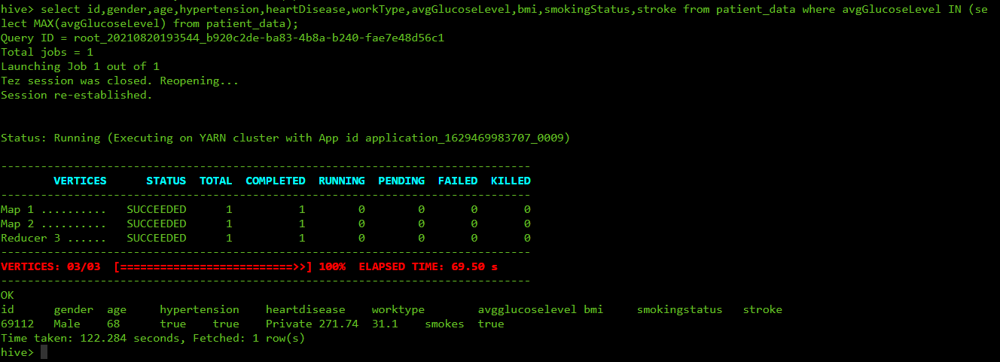 hive> select id,gender,age,hypertension,heartDisease,workType,avgGlucoseLevel,bmi,smokingStatus,stroke from patient_data where avgGlucoseLevel IN (se
lect MAX(avgGlucoseLevel) from patient_data);
Query ID = root_20210820193544_b920c2de-ba83-4b8a-b240-fae7e48d56c1
Total jobs = 1
Launching Job 1 out of 1
Tez session was closed. Reopening...
Session re-established.
Status: Running (Executing on YARN cluster with App id application_1629469983707_0009)
--------------------------------------------------------------------------------
        VERTICES      STATUS  TOTAL  COMPLETED  RUNNING  PENDING  FAILED  KILLED
--------------------------------------------------------------------------------
Map 1 ..........   SUCCEEDED      1          1        0        0       0       0
Map 2 ..........   SUCCEEDED      1          1        0        0       0       0
Reducer 3 ......   SUCCEEDED      1          1        0        0       0       0
--------------------------------------------------------------------------------
VERTICES: 03/03  [==========================>>] 100%  ELAPSED TIME: 69.50 s
--------------------------------------------------------------------------------
OK
id      gender  age     hypertension    heartdisease    worktype        avgglucoselevel bmi     smokingstatus   stroke
69112   Male    68      true    true    Private 271.74  31.1    smokes  true
Time taken: 122.284 seconds, Fetched: 1 row(s)
hive>